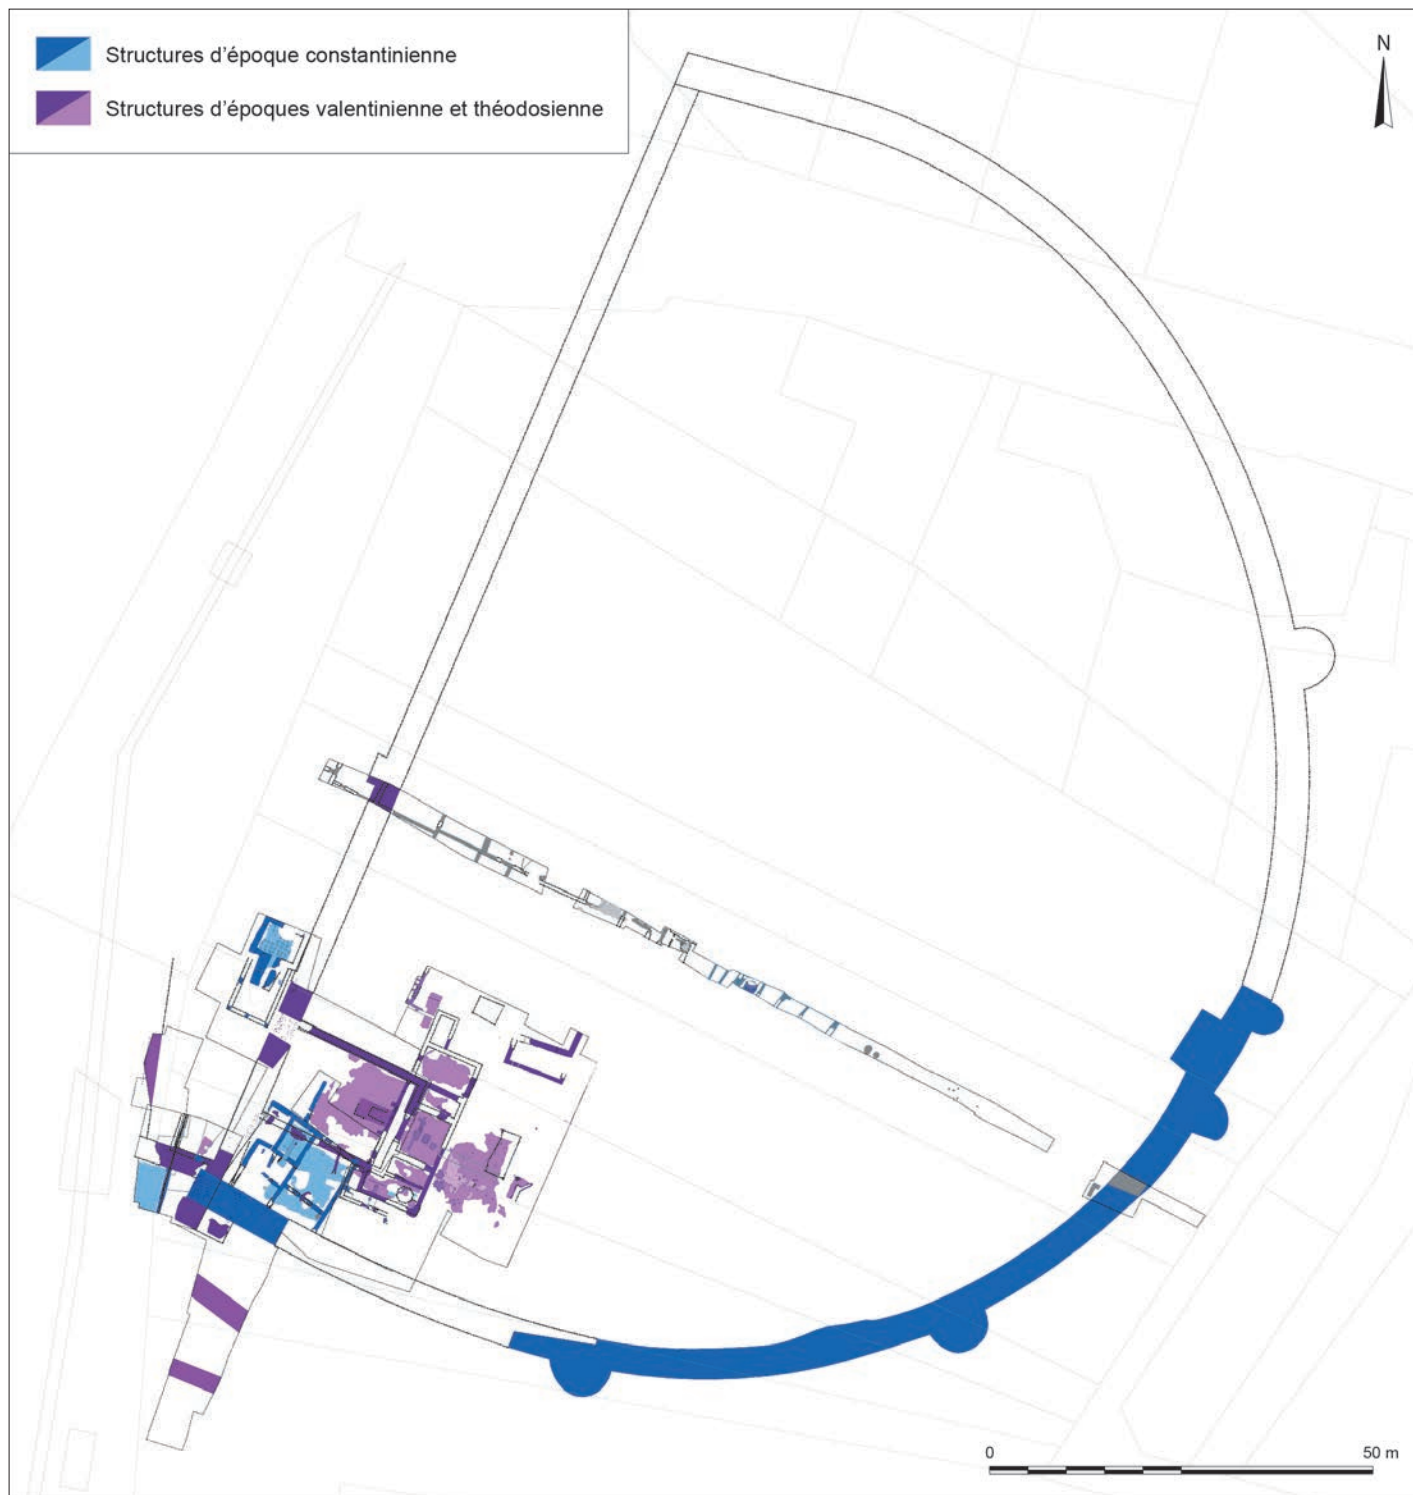 Structures d'époque constantinienne
Structures d'époques valentinienne et théodosienne
N
0 50 m